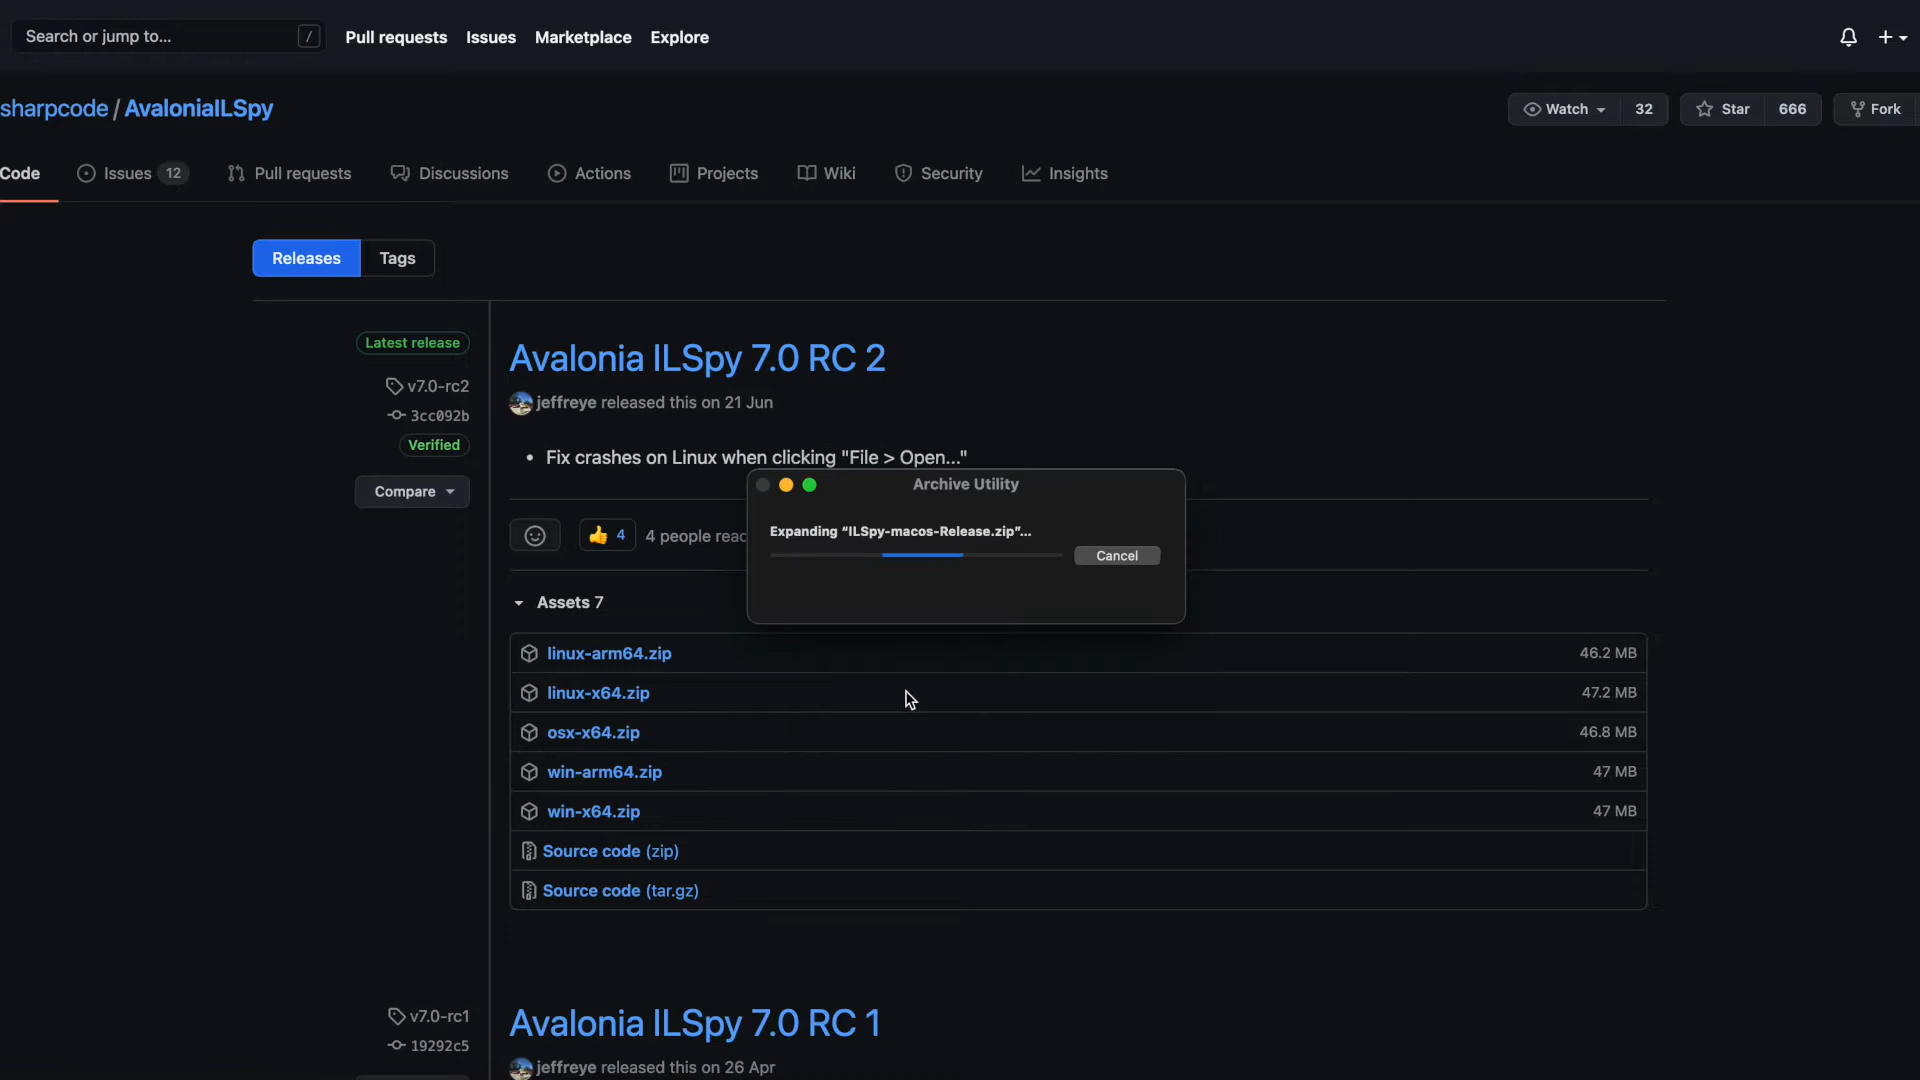 Search or jump to... /
Pull requests Issues Marketplace Explore
sharpcode / AvaloniaILSpy
Watch 32 Star 666 Fork
Code Issues 12 Pull requests Discussions Actions Projects Wiki Security Insights
Releases Tags
Latest release
v7.0-rc2
3cc092b
Verified
Compare
Avalonia ILSpy 7.0 RC 2
jeffreye released this on 21 Jun
• Fix crashes on Linux when clicking "File > Open..."
👍 4 4 people reac
Archive Utility
Expanding “ILSpy-macos-Release.zip”...
Cancel
Assets 7
linux-arm64.zip 46.2 MB
linux-x64.zip 47.2 MB
osx-x64.zip 46.8 MB
win-arm64.zip 47 MB
win-x64.zip 47 MB
Source code (zip)
Source code (tar.gz)
v7.0-rc1
19292c5
Avalonia ILSpy 7.0 RC 1
jeffreye released this on 26 Apr